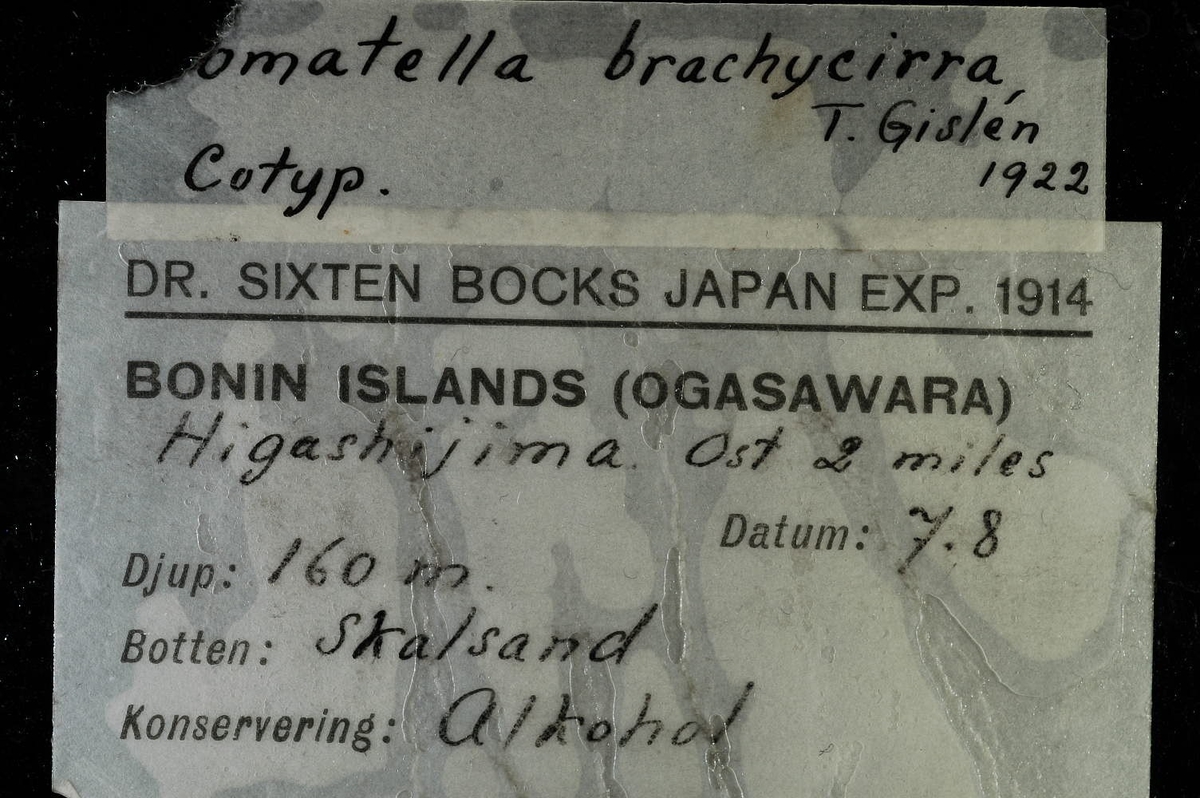 omatella brachycirra,
T. Gislén
1922
Cotyp.
DR. SIXTEN BOCKS JAPAN EXP. 1914
BONIN ISLANDS (OGASAWARA)
Higashijima. Ost 2 miles
Datum: 7.8
Djup: 160 m.
Botten: Skalsand
Konservering: Alkohol